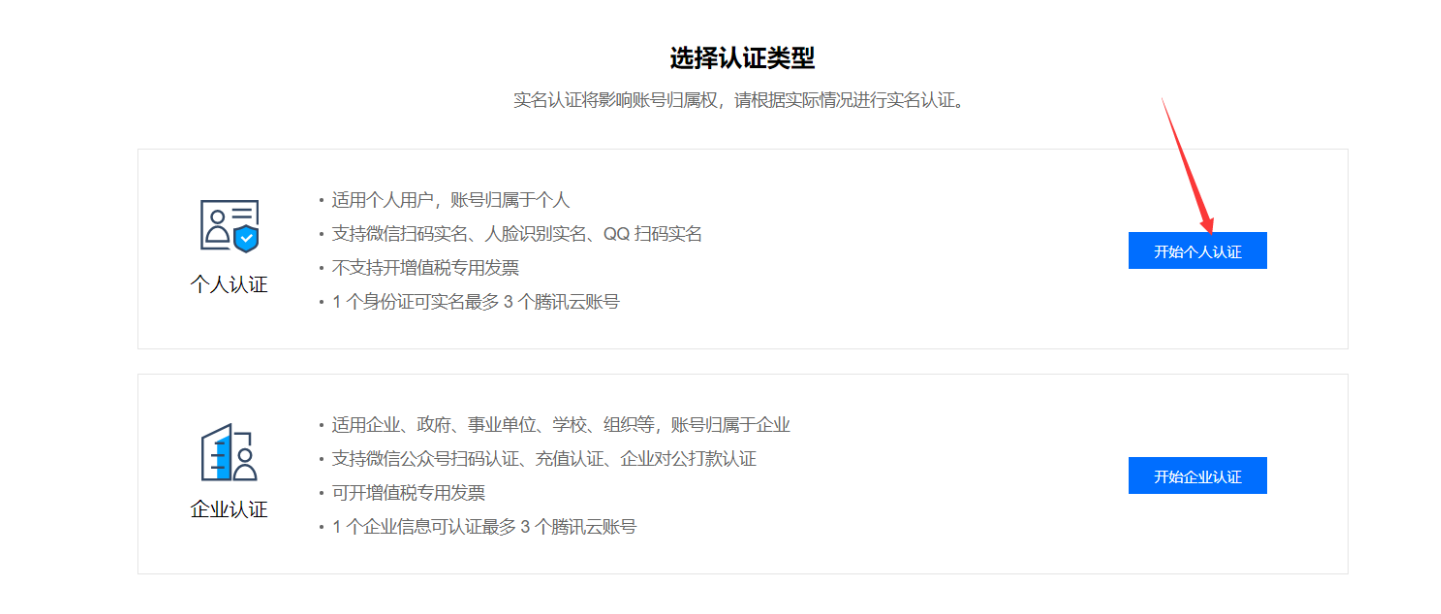 选择认证类型
实名认证将影响账号归属权，请根据实际情况进行实名认证。
• 适用个人用户，账号归属于个人
• 支持微信扫码实名、人脸识别实名、QQ 扫码实名
• 不支持开增值税专用发票
• 1 个身份证可实名最多 3 个腾讯云账号
个人认证
开始个人认证
• 适用企业、政府、事业单位、学校、组织等，账号归属于企业
• 支持微信公众号扫码认证、充值认证、企业对公打款认证
• 可开增值税专用发票
• 1 个企业信息可认证最多 3 个腾讯云账号
企业认证
开始企业认证